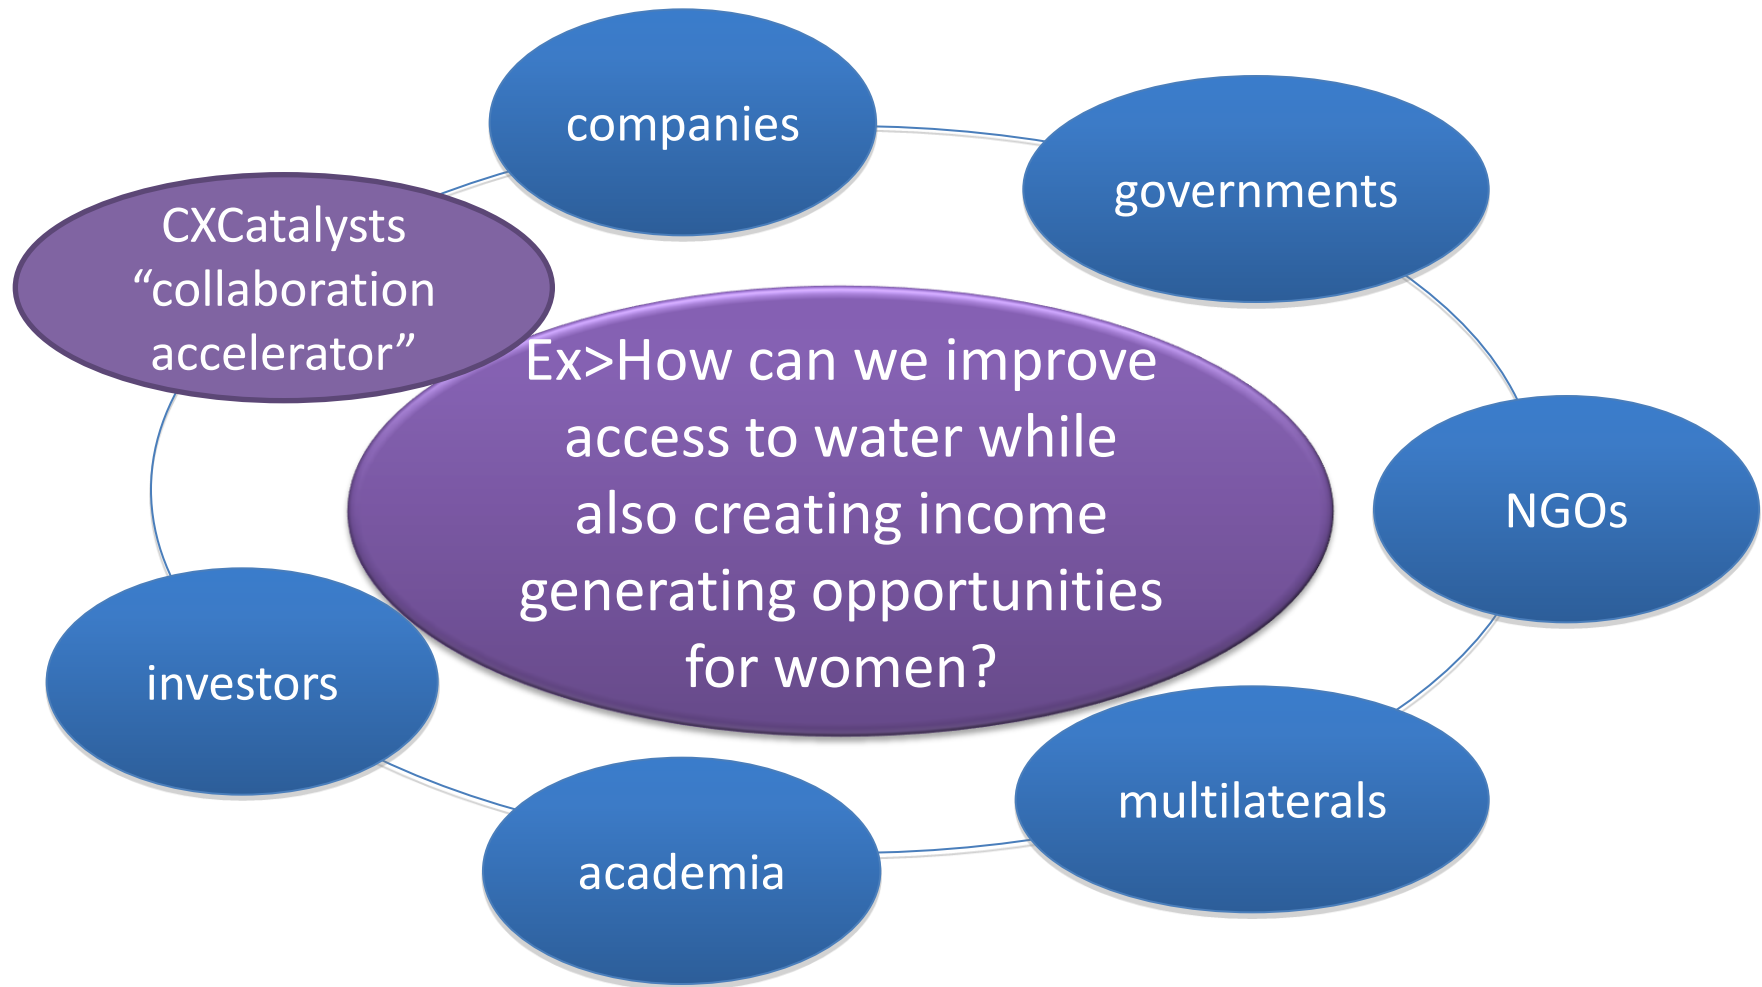 companies
governments
CXCatalysts
“collaboration
accelerator”
Ex>How can we improve
access to water while
also creating income
generating opportunities
for women?
NGOs
investors
multilaterals
academia